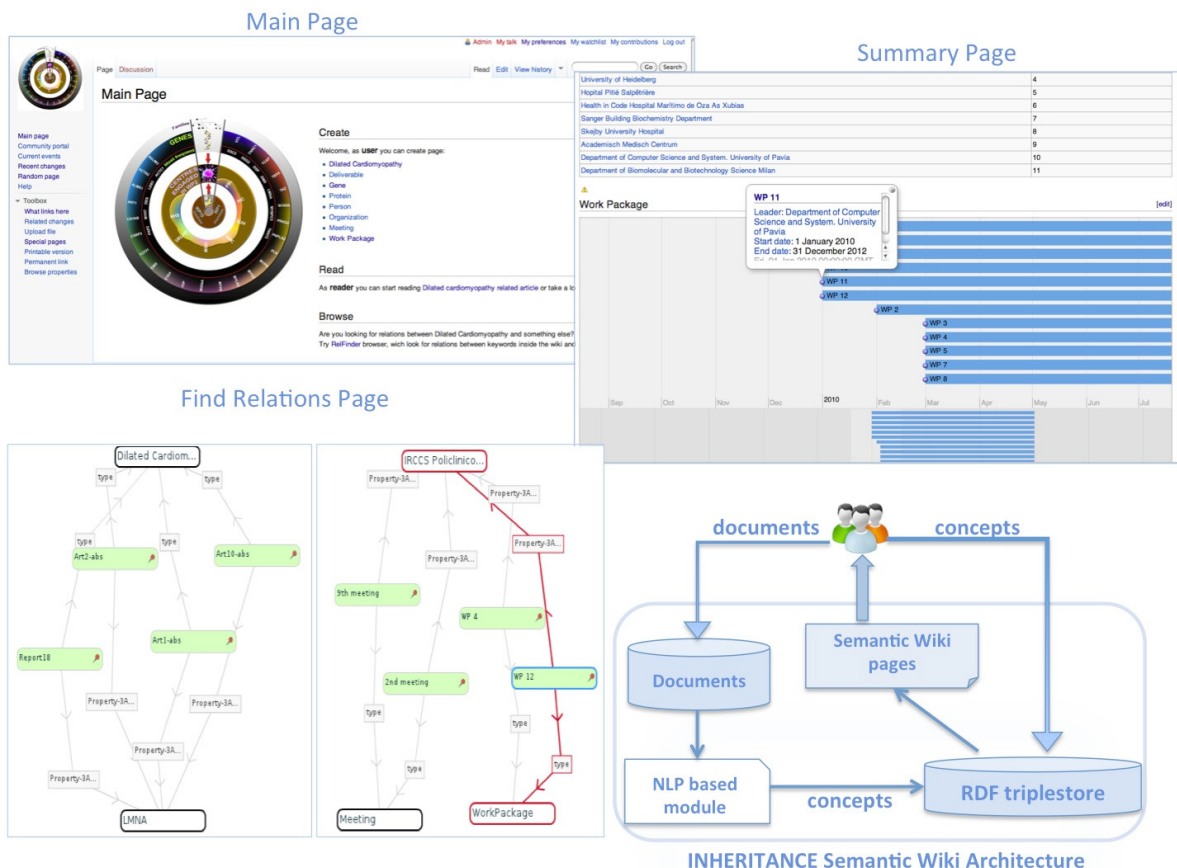 Main Page
Admin My talk My preferences My watchlist My contributions Log out
Page Discussion
Read Edit View history
Go Search
Main Page
Main page
Community portal
Current events
Recent changes
Random page
Help
Toolbox
What links here
Related changes
Upload file
Special pages
Printable version
Permanent link
Browse properties
Families
GENES
CENTRES
ENGAGED
IN WP2
Create
Welcome, as user you can create page:
Dilated Cardiomyopathy
Deliverable
Gene
Protein
Person
Organization
Meeting
Work Package
Read
As reader you can start reading Dilated cardiomyopathy related article or take a lo
Browse
Are you looking for relations between Dilated Cardiomyopathy and something else?
Try RelFinder browser, wich look for relations between keywords inside the wiki and
Summary Page
University of Heidelberg 4
Hopital Pitié Salpêtrière 5
Health in Code Hospital Marítimo de Oza As Xubias 6
Sanger Building Biochemistry Department 7
Skejby University Hospital 8
Academisch Medisch Centrum 9
Department of Computer Science and System. University of Pavia 10
Department of Biomolecular and Biotechnology Science Milan 11
Work Package [edit]
WP 11
Leader: Department of Computer
Science and System. University
of Pavia
Start date: 1 January 2010
End date: 31 December 2012
WP 11
WP 12
WP 2
WP 3
WP 4
WP 5
WP 7
WP 8
Sep Oct Nov Dec 2010 Feb Mar Apr May Jun Jul
Find Relations Page
Dilated Cardiom...
type type
type type
Art2-abs Art10-abs
Art1-abs
Report18
Property-3A... Property-3A...
Property-3A...
Property-3A...
LMNA
IRCCS Policlinico...
Property-3A...
Property-3A...
Property-3A...
Property-3A...
9th meeting
WP 4
2nd meeting WP 12
type type
type type
Meeting WorkPackage
documents concepts
Semantic Wiki
pages
Documents
NLP based
module
concepts
RDF triplestore
INHERITANCE Semantic Wiki Architecture